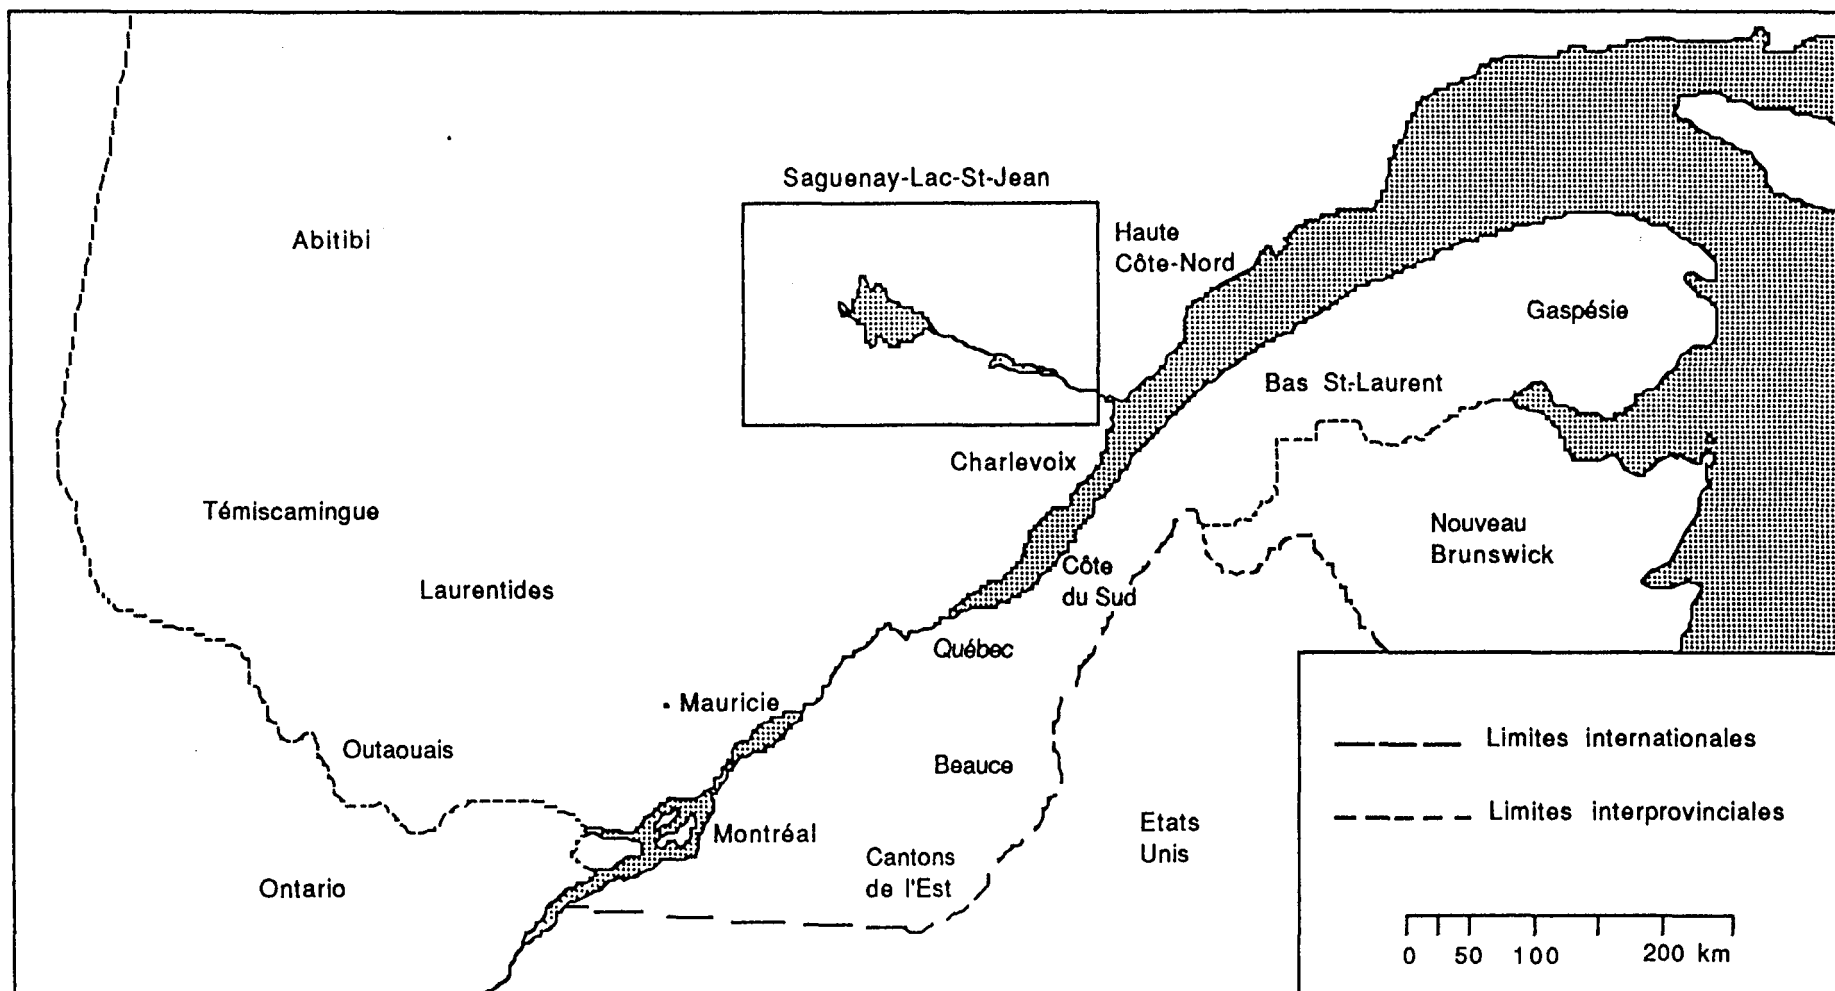 Saguenay-Lac-St-Jean
Abitibi
Haute
Côte-Nord
Gaspésie
Bas St-Laurent
Charlevoix
Témiscamingue
Nouveau
Brunswick
Côte
du Sud
Laurentides
Québec
Mauricie
Outaouais
Beauce
Limites internationales
Limites interprovinciales
Montréal
Etats
Unis
Cantons
de l'Est
Ontario
0 50 100 200 km